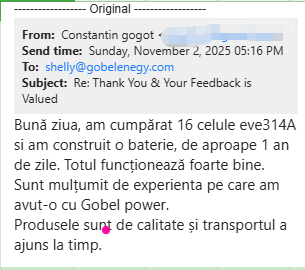 ------------------ Original ------------------
From: Constantin gogot <
Send time: Sunday, November 2, 2025 05:16 PM
To: shelly@gobelenegy.com
Subject: Re: Thank You & Your Feedback is
Valued
Bună ziua, am cumpărat 16 celule eve314A
si am construit o baterie, de aproape 1 an
de zile. Totul funcționează foarte bine.
Sunt mulțumit de experienta pe care am
avut-o cu Gobel power.
Produsele sunt de calitate și transportul a
ajuns la timp.